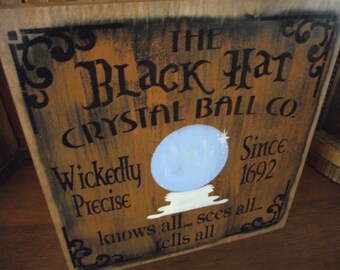 THE
BLACK HAT
CRYSTAL BALL CO.
Wickedly Precise
Since 1692
knows all... sees all...
tells all